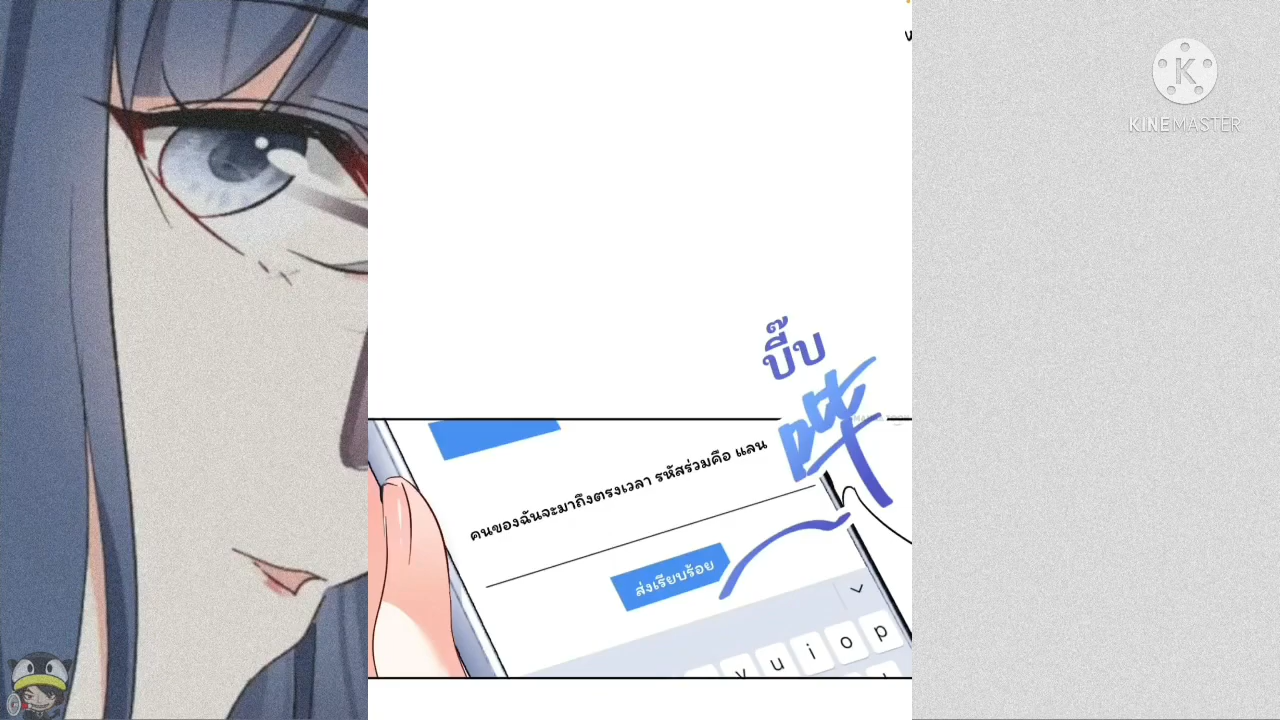 KINEMASTER
บี๊บ
哔
คนของฉันจะมาถึงตรงเวลา รหัสร่วมคือ แลน
ส่งเรียบร้อย
y u i o p